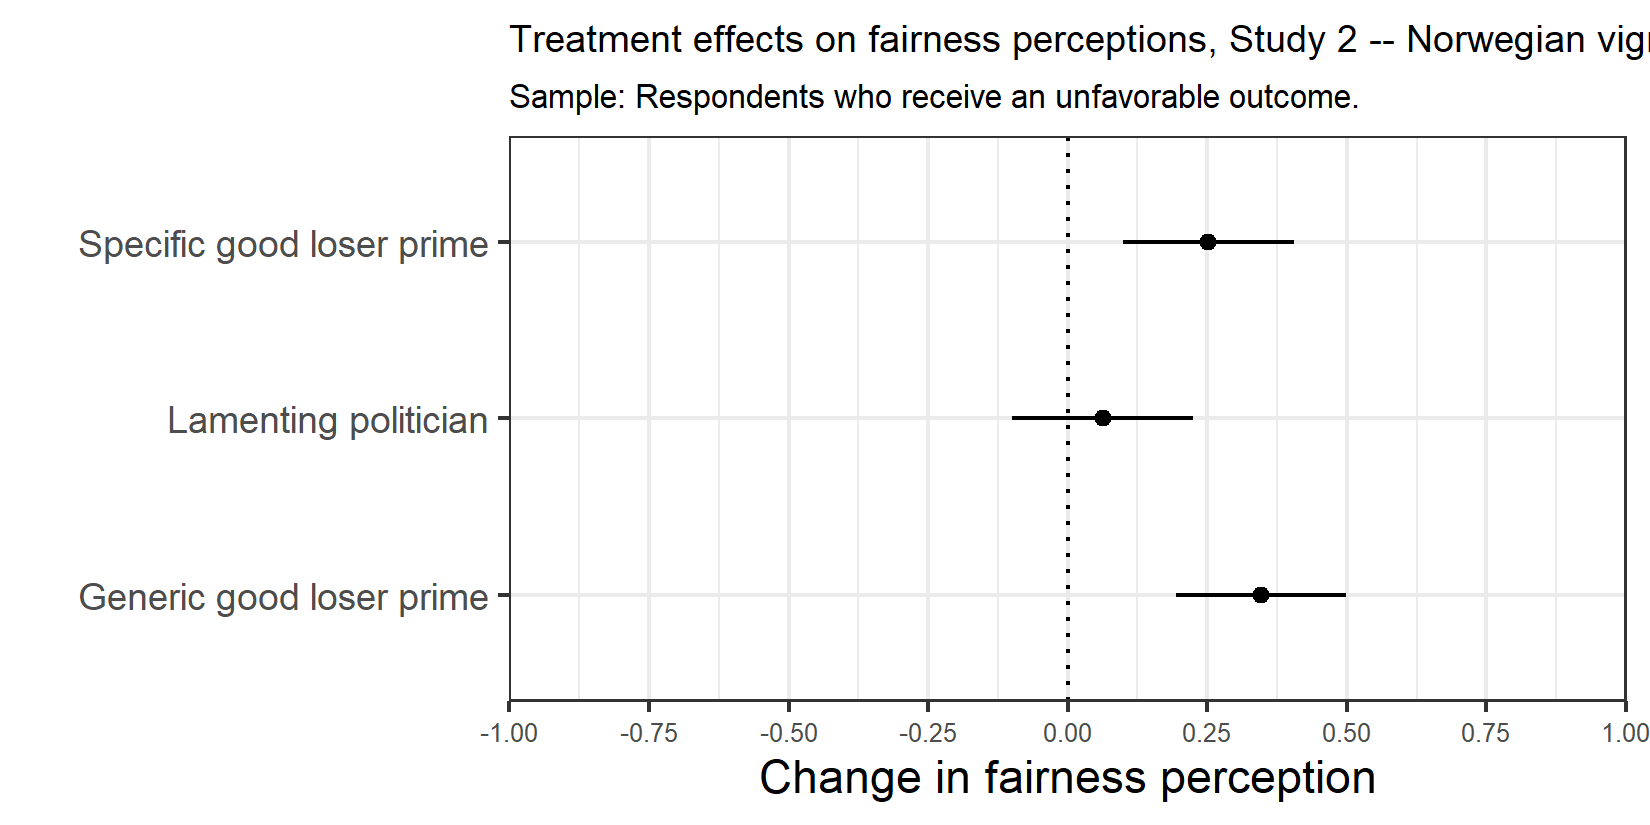 Treatment effects on fairness perceptions, Study 2 -- Norwegian
Sample: Respondents who receive an unfavorable outcome.
Specific good loser prime
Lamenting politician
Generic good loser prime
-1.00 -0.75 -0.50 -0.25 0.00 0.25 0.50 0.75 1.00
Change in fairness perception